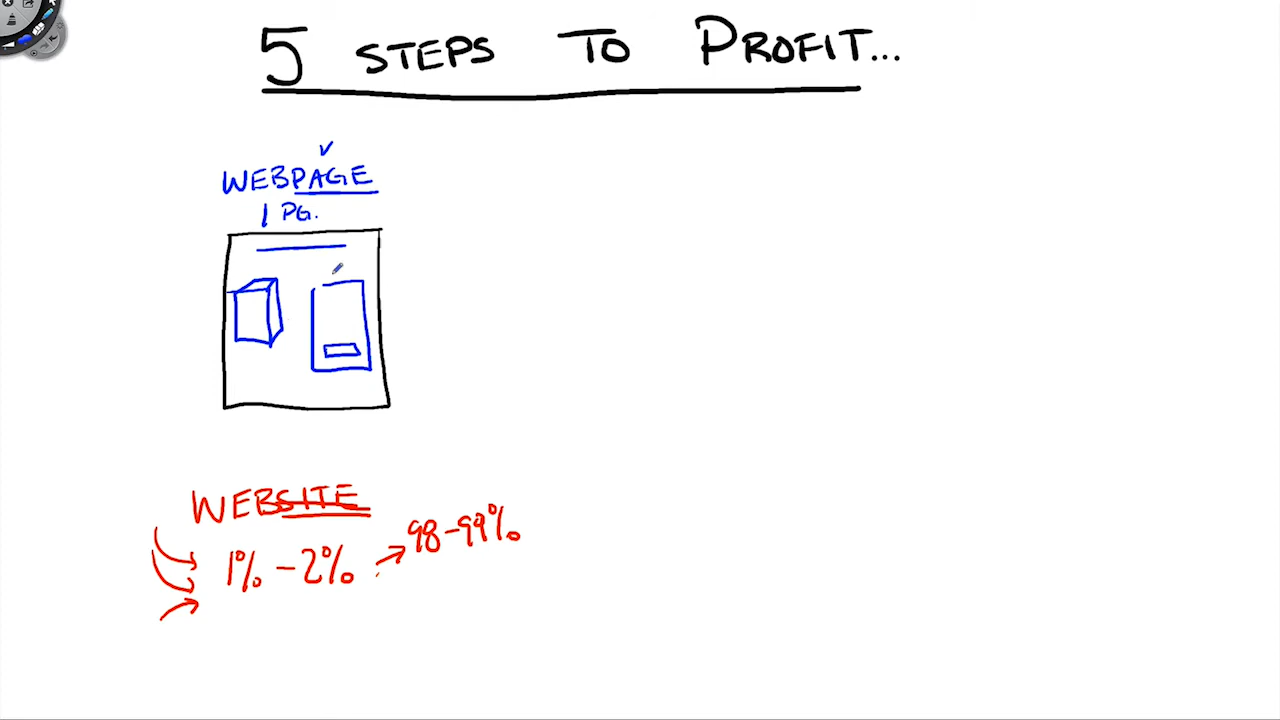 5 STEPS TO PROFIT...
WEBPAGE
1 PG.
WEBSITE
1% - 2% → 98 - 99%